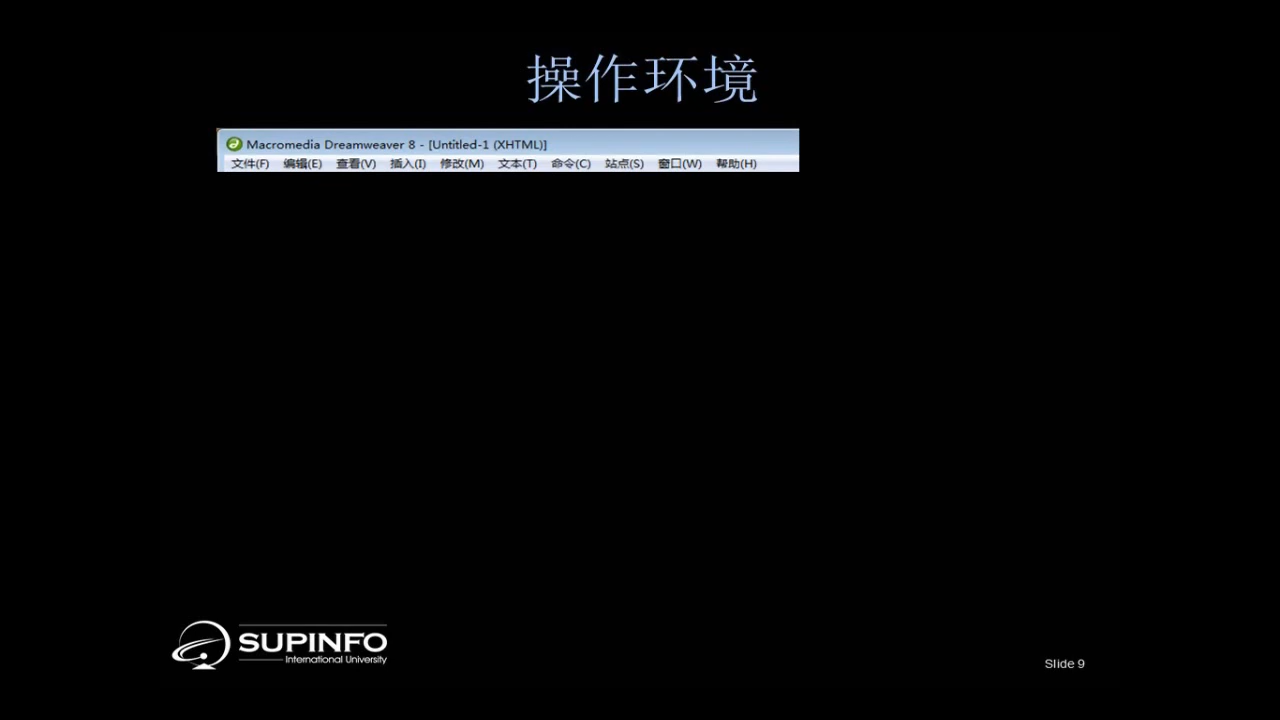 操作环境
Macromedia Dreamweaver 8 - [Untitled-1 (XHTML)]
文件(F) 编辑(E) 查看(V) 插入(I) 修改(M) 文本(T) 命令(C) 站点(S) 窗口(W) 帮助(H)
SUPINFO
International University
Slide 9